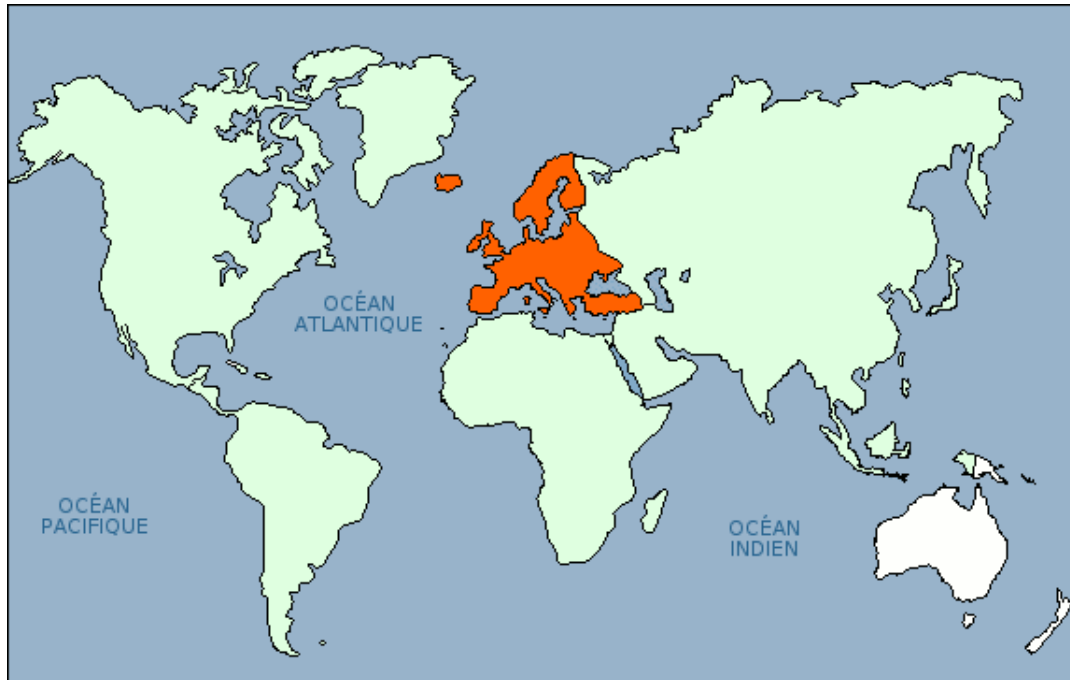 OCÉAN
ATLANTIQUE
OCÉAN
PACIFIQUE
OCÉAN
INDIEN